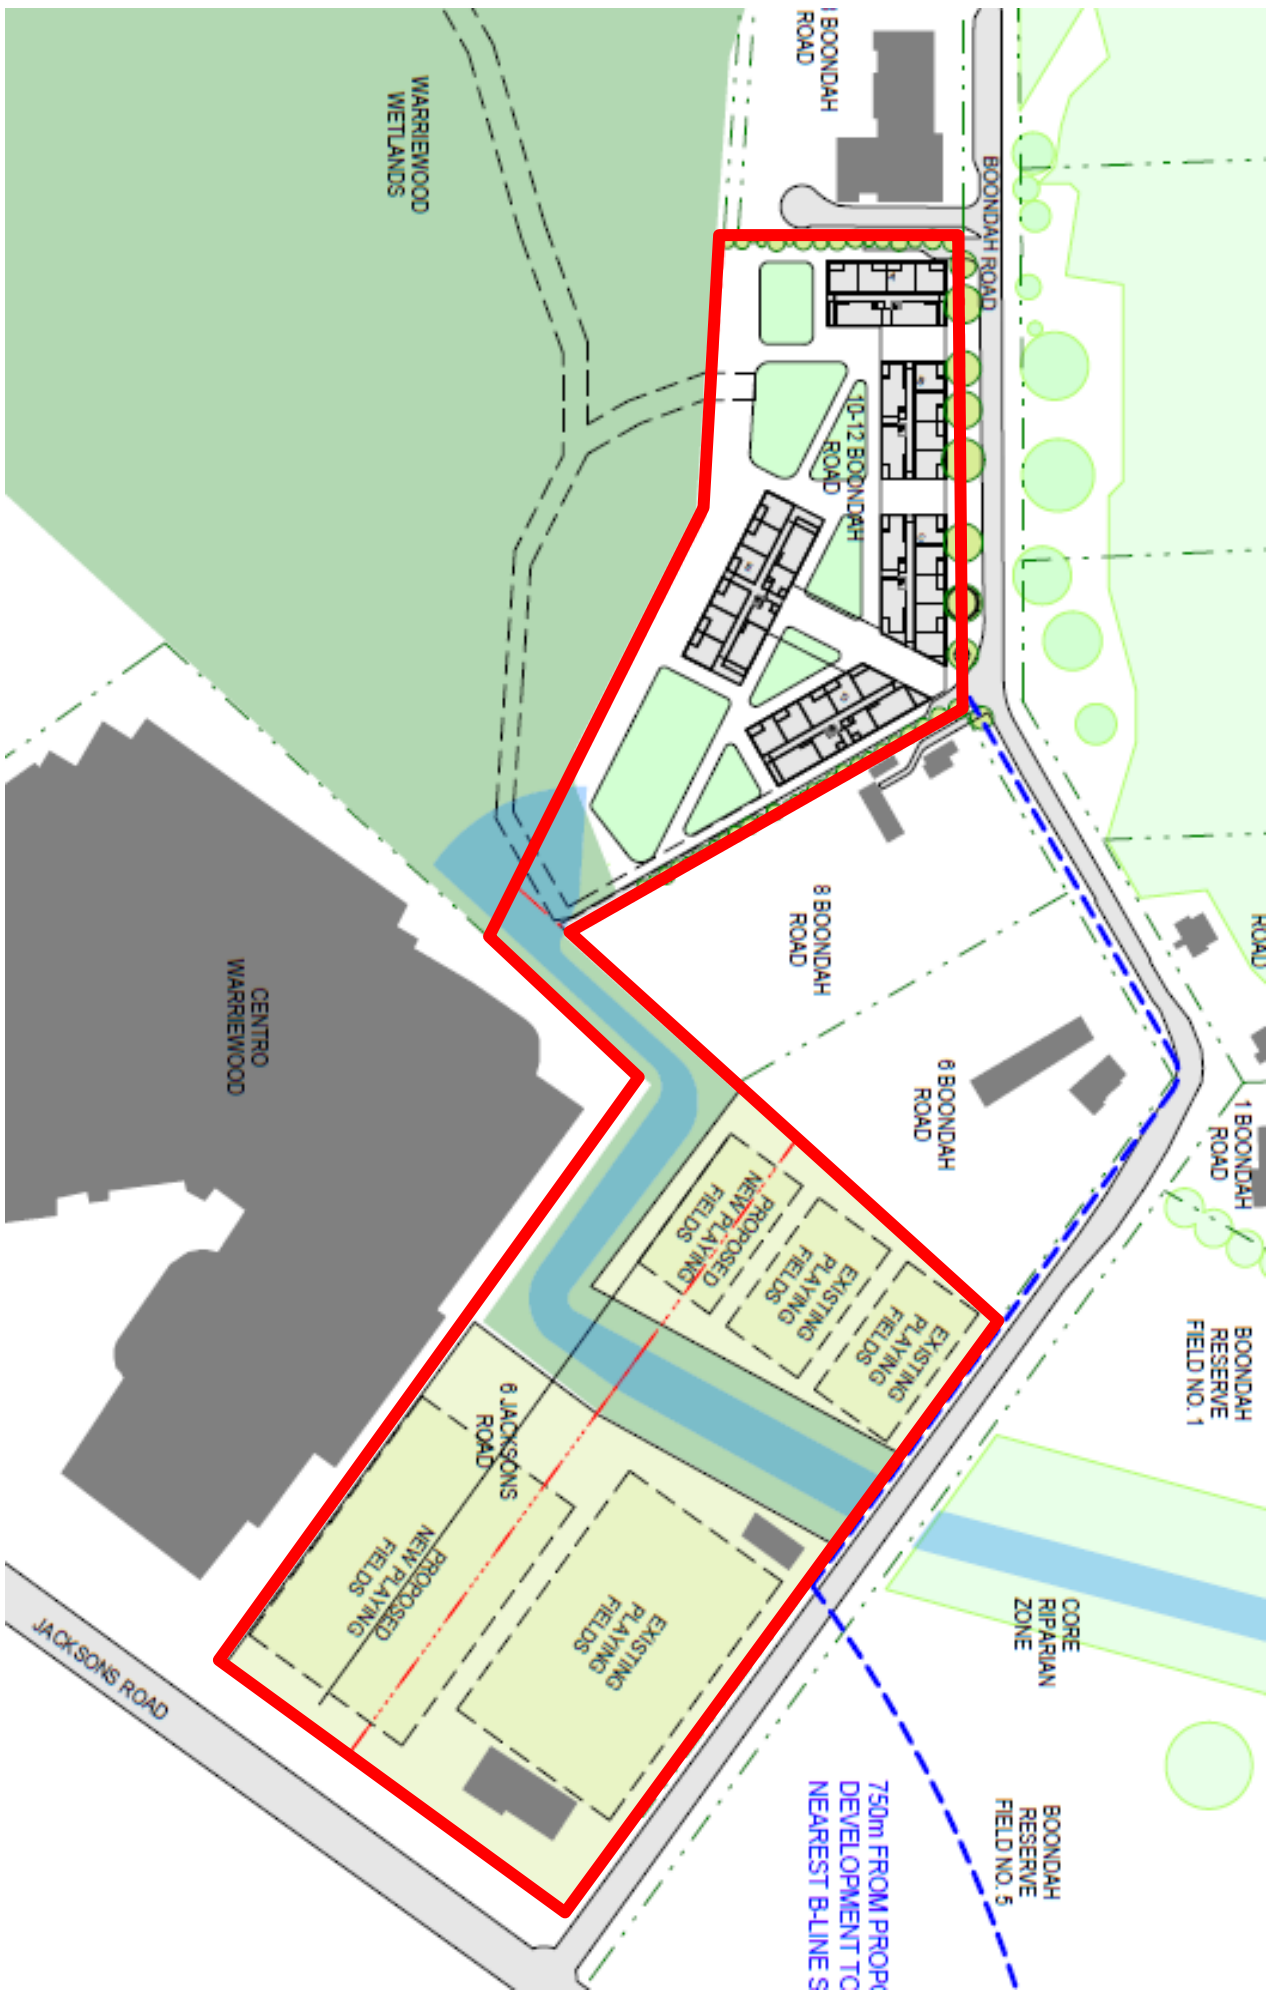 BOONDAH
ROAD
WARRIEWOOD
WETLANDS
BOONDAH ROAD
10-12 BOONDAH
ROAD
8 BOONDAH
ROAD
ROAD
CENTRO
WARRIEWOOD
6 BOONDAH
ROAD
1 BOONDAH
ROAD
PROPOSED
NEW PLAYING
FIELDS
EXISTING
PLAYING
FIELDS
EXISTING
PLAYING
FIELDS
BOONDAH
RESERVE
FIELD NO. 1
6 JACKSONS
ROAD
PROPOSED
NEW PLAYING
FIELDS
EXISTING
PLAYING
FIELDS
CORE
RIPARIAN
ZONE
JACKSONS ROAD
BOONDAH
RESERVE
FIELD NO. 5
750m FROM PROPO
DEVELOPMENT TO
NEAREST B-LINE S